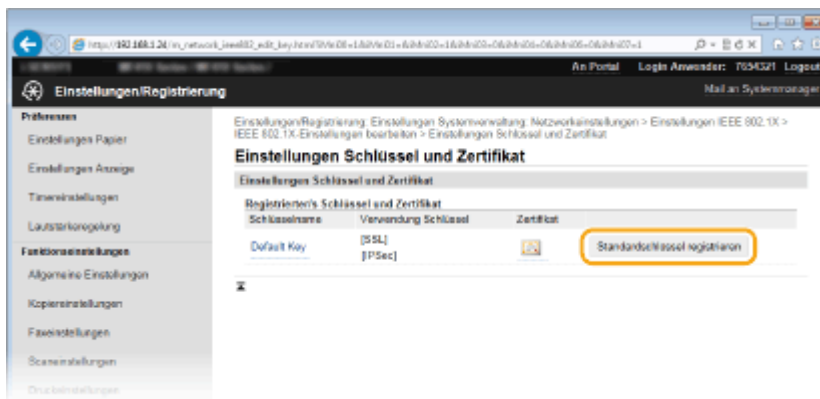 An Portal Login Anwender: 7654321 Logout
Einstellungen/Registrierung
Mail an Systemmanager
Präferenzen
Einstellungen Papier
Einstellungen Anzeige
Timereinstellungen
Lautstärkeregelung
Funktionseinstellungen
Allgemeine Einstellungen
Kopiereinstellungen
Faxeinstellungen
Scaneinstellungen
Druckeinstellungen
Einstellungen/Registrierung: Einstellungen Systemverwaltung: Netzwerkeinstellungen > Einstellungen IEEE 802.1X >
IEEE 802.1X-Einstellungen bearbeiten > Einstellungen Schlüssel und Zertifikat
Einstellungen Schlüssel und Zertifikat
Einstellungen Schlüssel und Zertifikat
Registrierter/s Schlüssel und Zertifikat
Schlüsselname Verwendung Schlüssel Zertifikat
Default Key
[SSL]
[IPSec]
Standardschlüssel registrieren